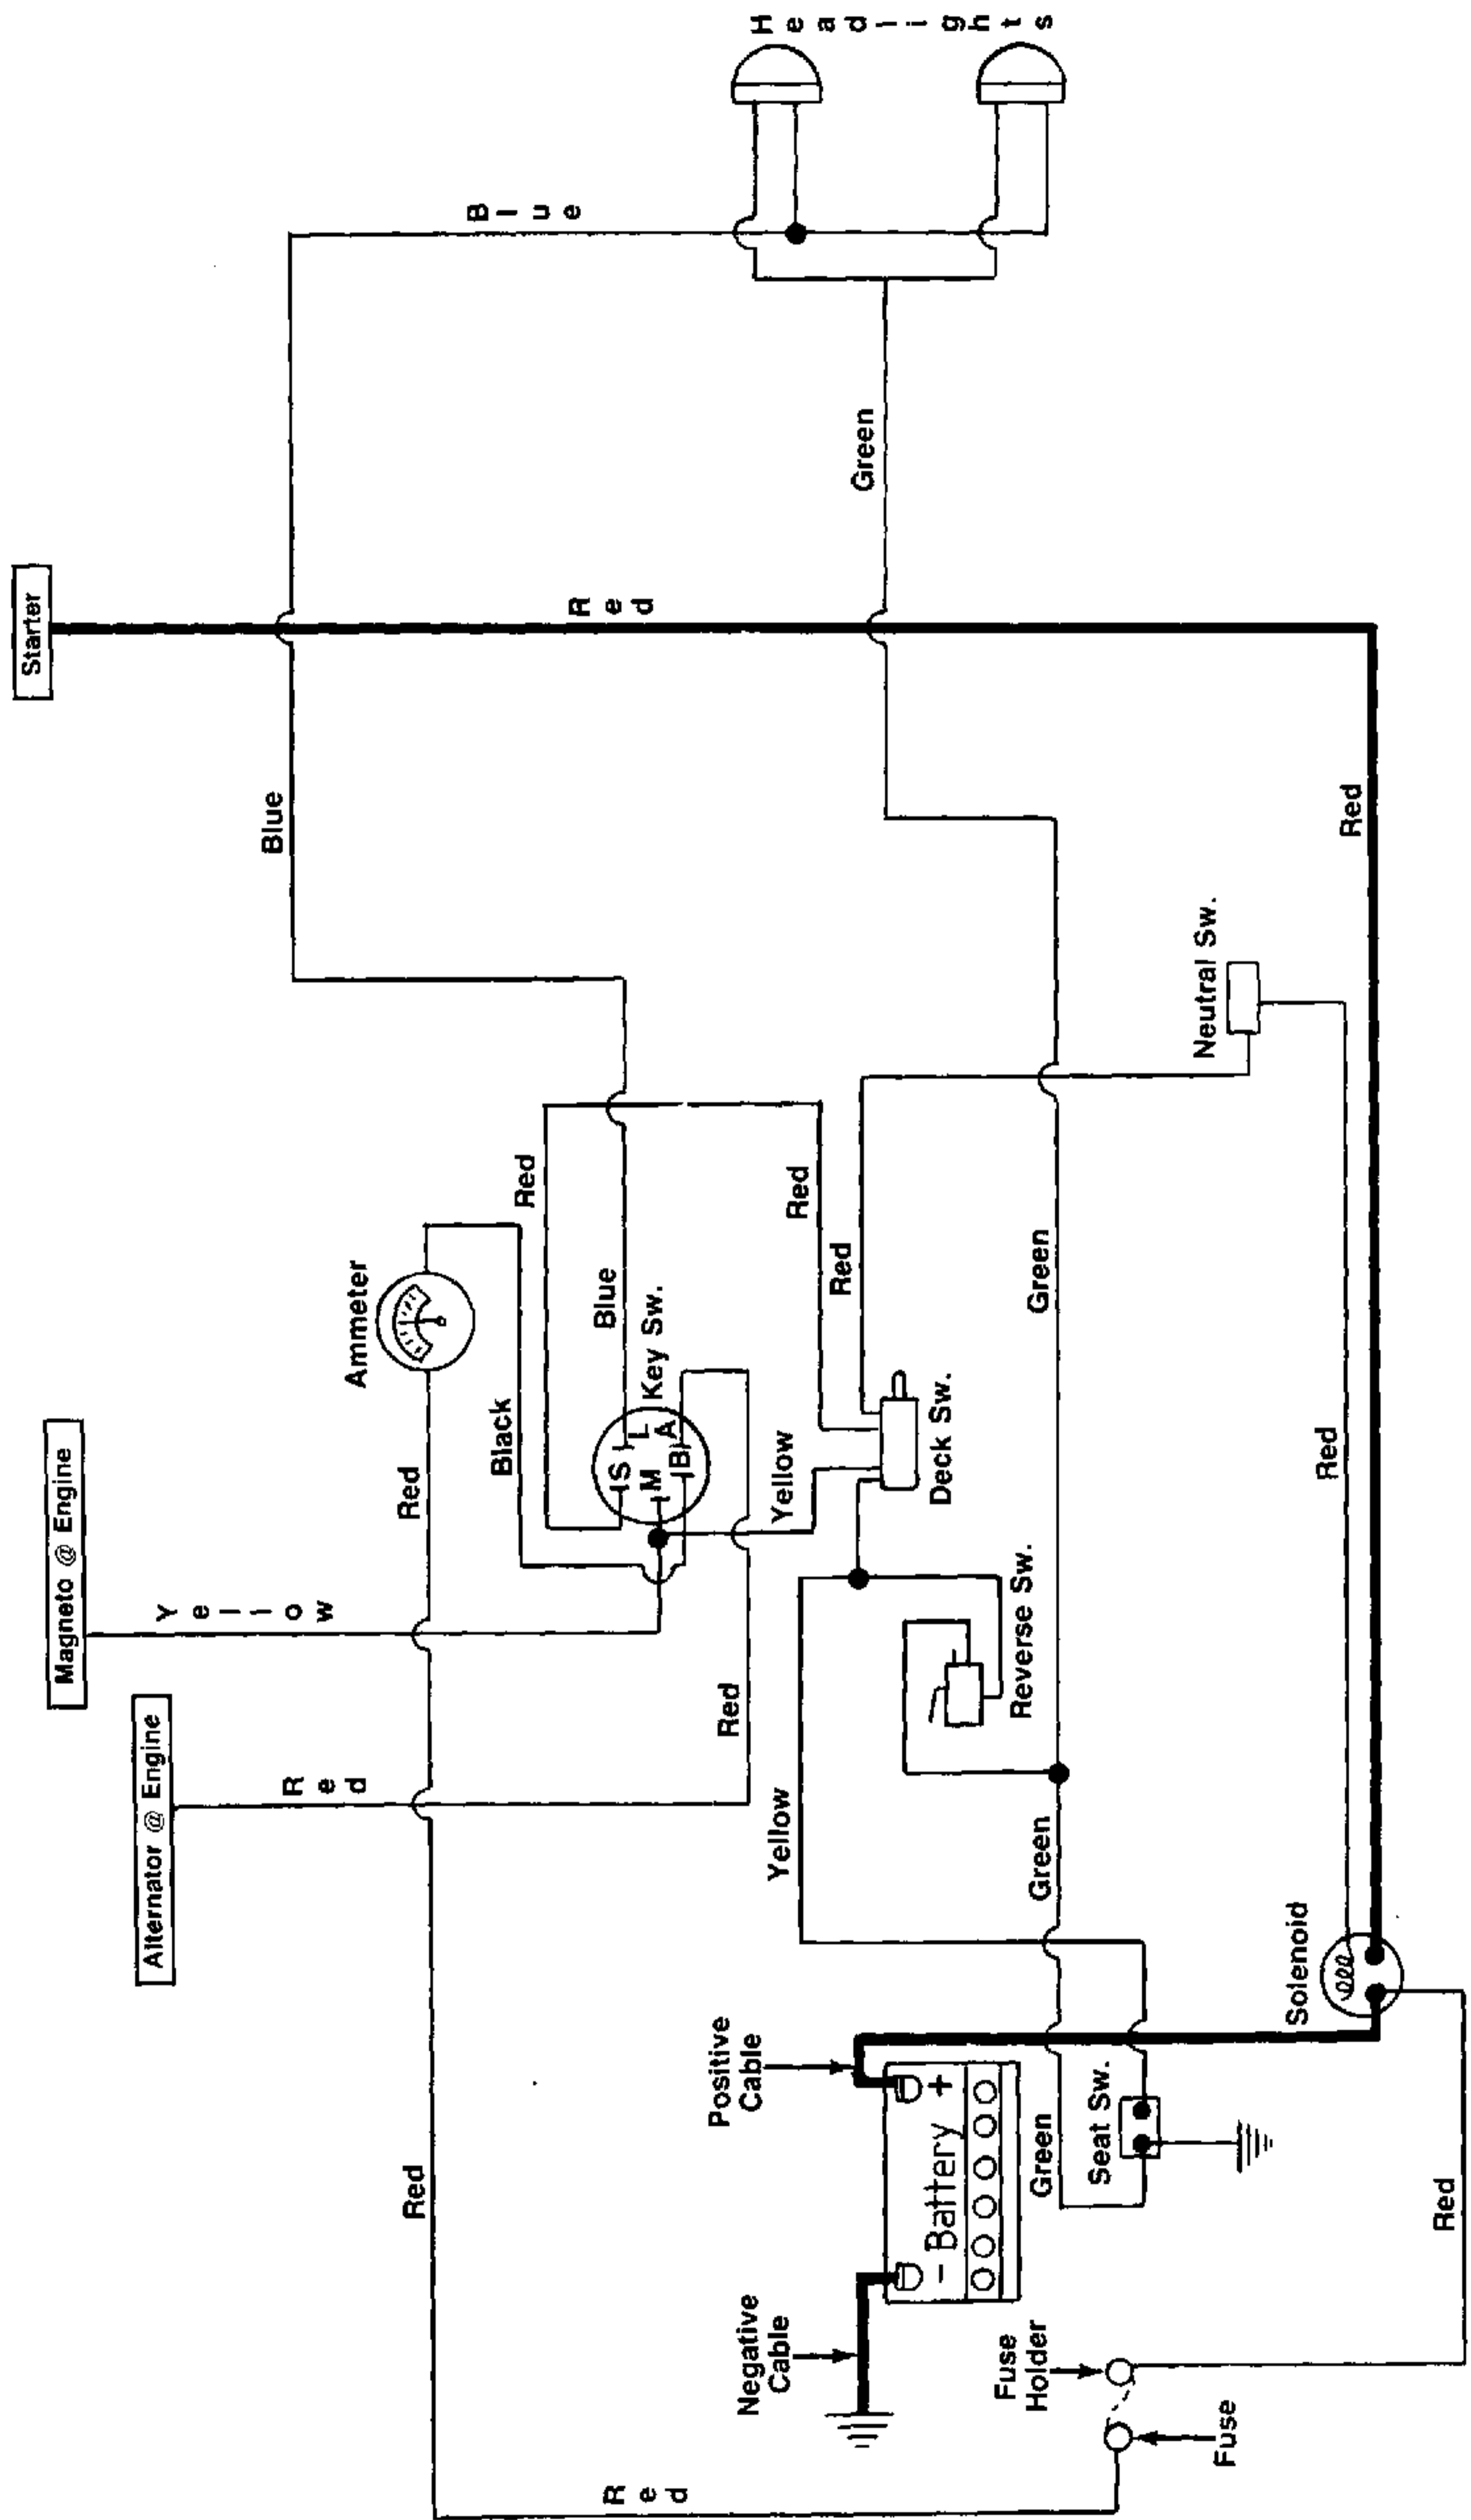 Headlights
Blue
Green
Starter
Red
Blue
Red
Neutral Sw.
Red
Red
Red
Green
Ammeter
Blue
Key Sw.
S
L
M
A
B
Black
Red
Yellow
Deck Sw.
Red
Magneto @ Engine
Yellow
Reverse Sw.
Red
Alternator @ Engine
Red
Yellow
Green
Solenoid
Positive
Cable
- Battery +
Green
Seat Sw.
Red
Red
Negative
Cable
Fuse
Holder
Fuse
Red